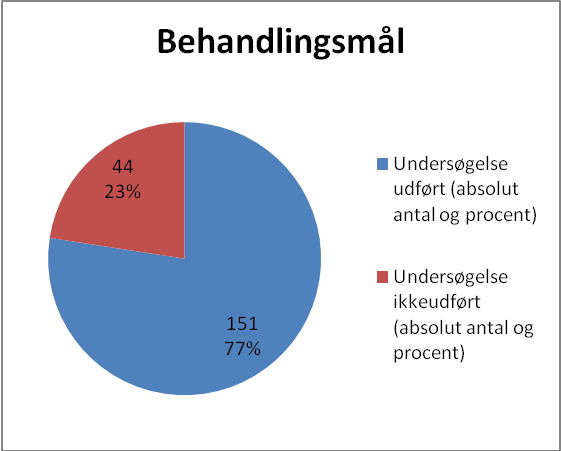 Behandlingsmål
44
23%
151
77%
Undersøgelse
udført (absolut
antal og procent)
Undersøgelse
ikkeudført
(absolut antal og
procent)